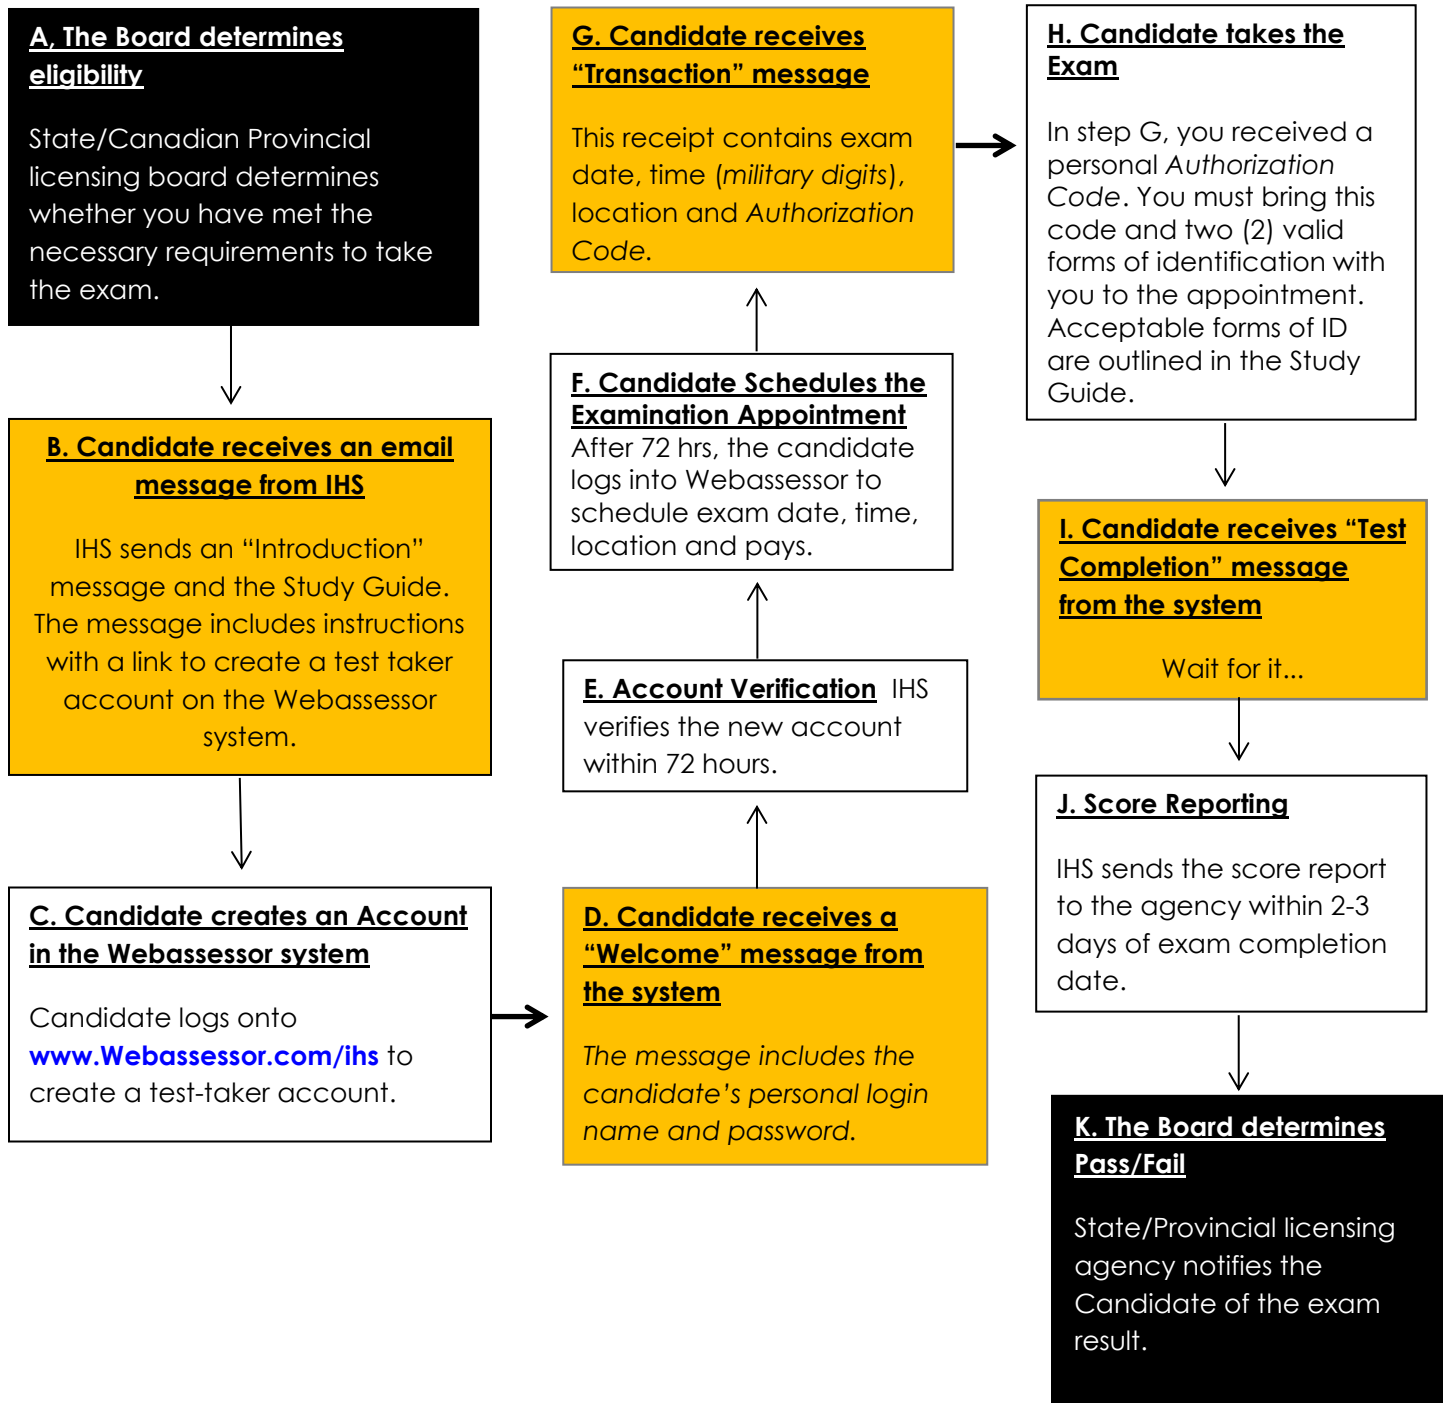 A, The Board determines
eligibility
State/Canadian Provincial
licensing board determines
whether you have met the
necessary requirements to take
the exam.
B. Candidate receives an email
message from IHS
IHS sends an “Introduction”
message and the Study Guide.
The message includes instructions
with a link to create a test taker
account on the Webassessor
system.
C. Candidate creates an Account
in the Webassessor system
Candidate logs onto
www.Webassessor.com/ihs to
create a test-taker account.
D. Candidate receives a
“Welcome” message from
the system
The message includes the
candidate’s personal login
name and password.
E. Account Verification IHS
verifies the new account
within 72 hours.
F. Candidate Schedules the
Examination Appointment
After 72 hrs, the candidate
logs into Webassessor to
schedule exam date, time,
location and pays.
G. Candidate receives
“Transaction” message
This receipt contains exam
date, time (military digits),
location and Authorization
Code.
H. Candidate takes the
Exam
In step G, you received a
personal Authorization
Code. You must bring this
code and two (2) valid
forms of identification with
you to the appointment.
Acceptable forms of ID
are outlined in the Study
Guide.
I. Candidate receives “Test
Completion” message
from the system
Wait for it...
J. Score Reporting
IHS sends the score report
to the agency within 2-3
days of exam completion
date.
K. The Board determines
Pass/Fail
State/Provincial licensing
agency notifies the
Candidate of the exam
result.